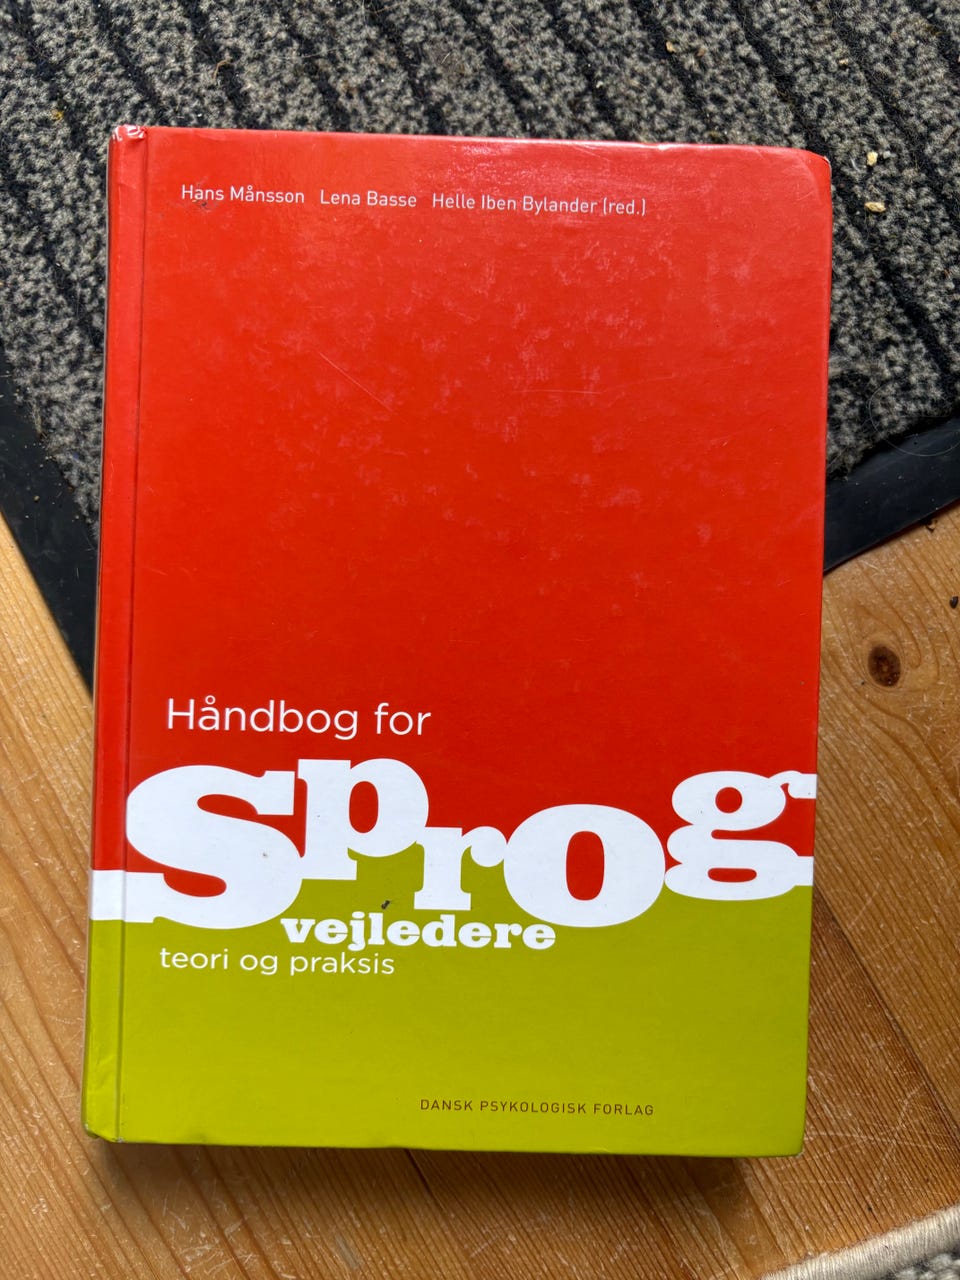 Hans Månsson Lena Basse Helle Iben Bylander (red.)
Håndbog for
sprog
vejledere
teori og praksis
DANSK PSYKOLOGISK FORLAG